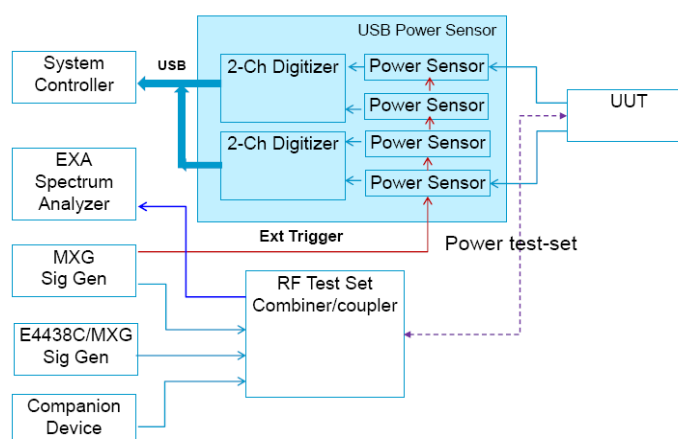 USB Power Sensor
USB
System
Controller
2-Ch Digitizer
Power Sensor
Power Sensor
UUT
2-Ch Digitizer
Power Sensor
Power Sensor
EXA
Spectrum
Analyzer
Ext Trigger
Power test-set
MXG
Sig Gen
RF Test Set
Combiner/coupler
E4438C/MXG
Sig Gen
Companion
Device